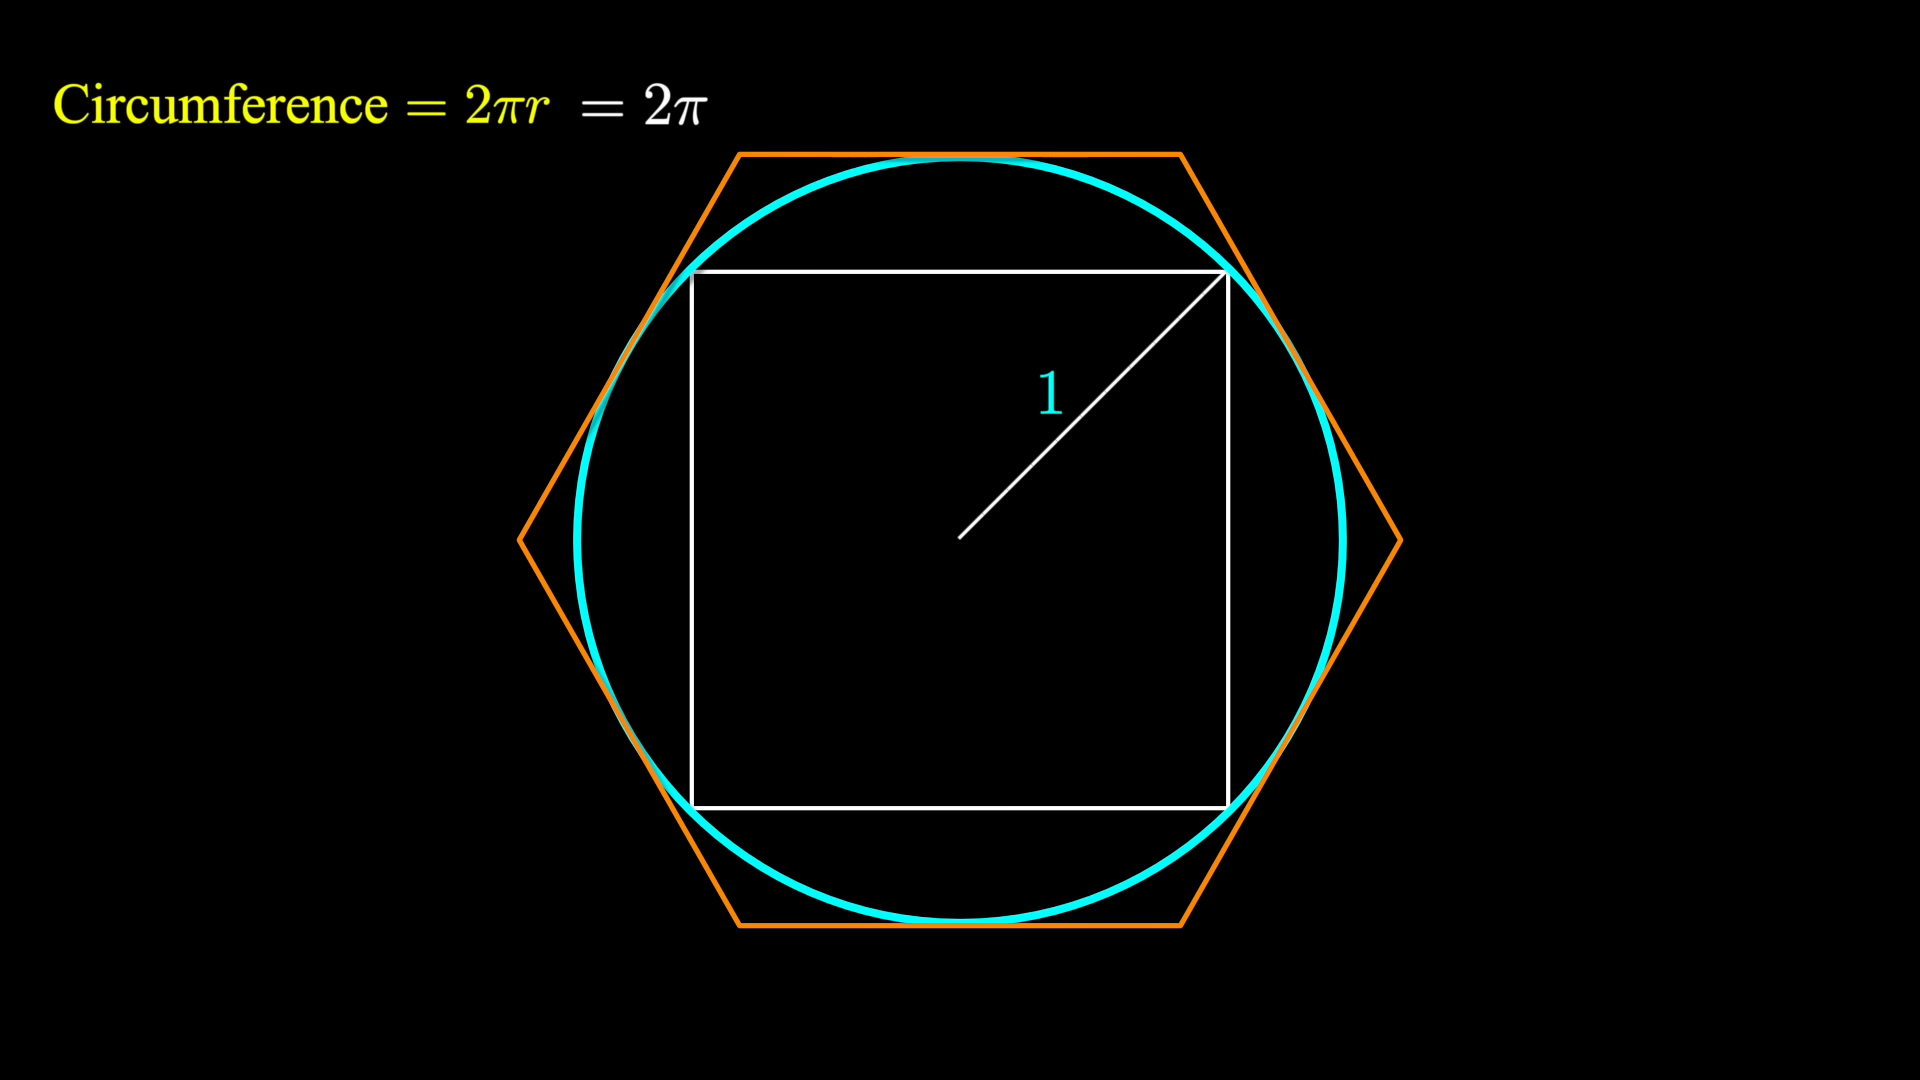 Circumference = 2πr = 2π
1